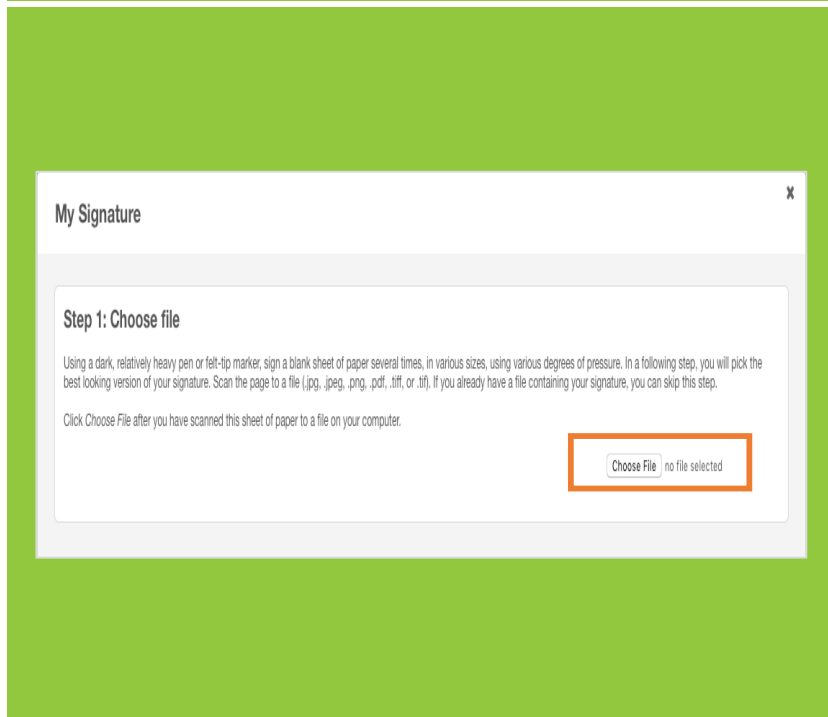 My Signature
x
Step 1: Choose file
Using a dark, relatively heavy pen or felt-tip marker, sign a blank sheet of paper several times, in various sizes, using various degrees of pressure. In a following step, you will pick the
best looking version of your signature. Scan the page to a file (.jpg, .jpeg, .png, .pdf, .tiff, or .tif). If you already have a file containing your signature, you can skip this step.
Click Choose File after you have scanned this sheet of paper to a file on your computer.
Choose File no file selected